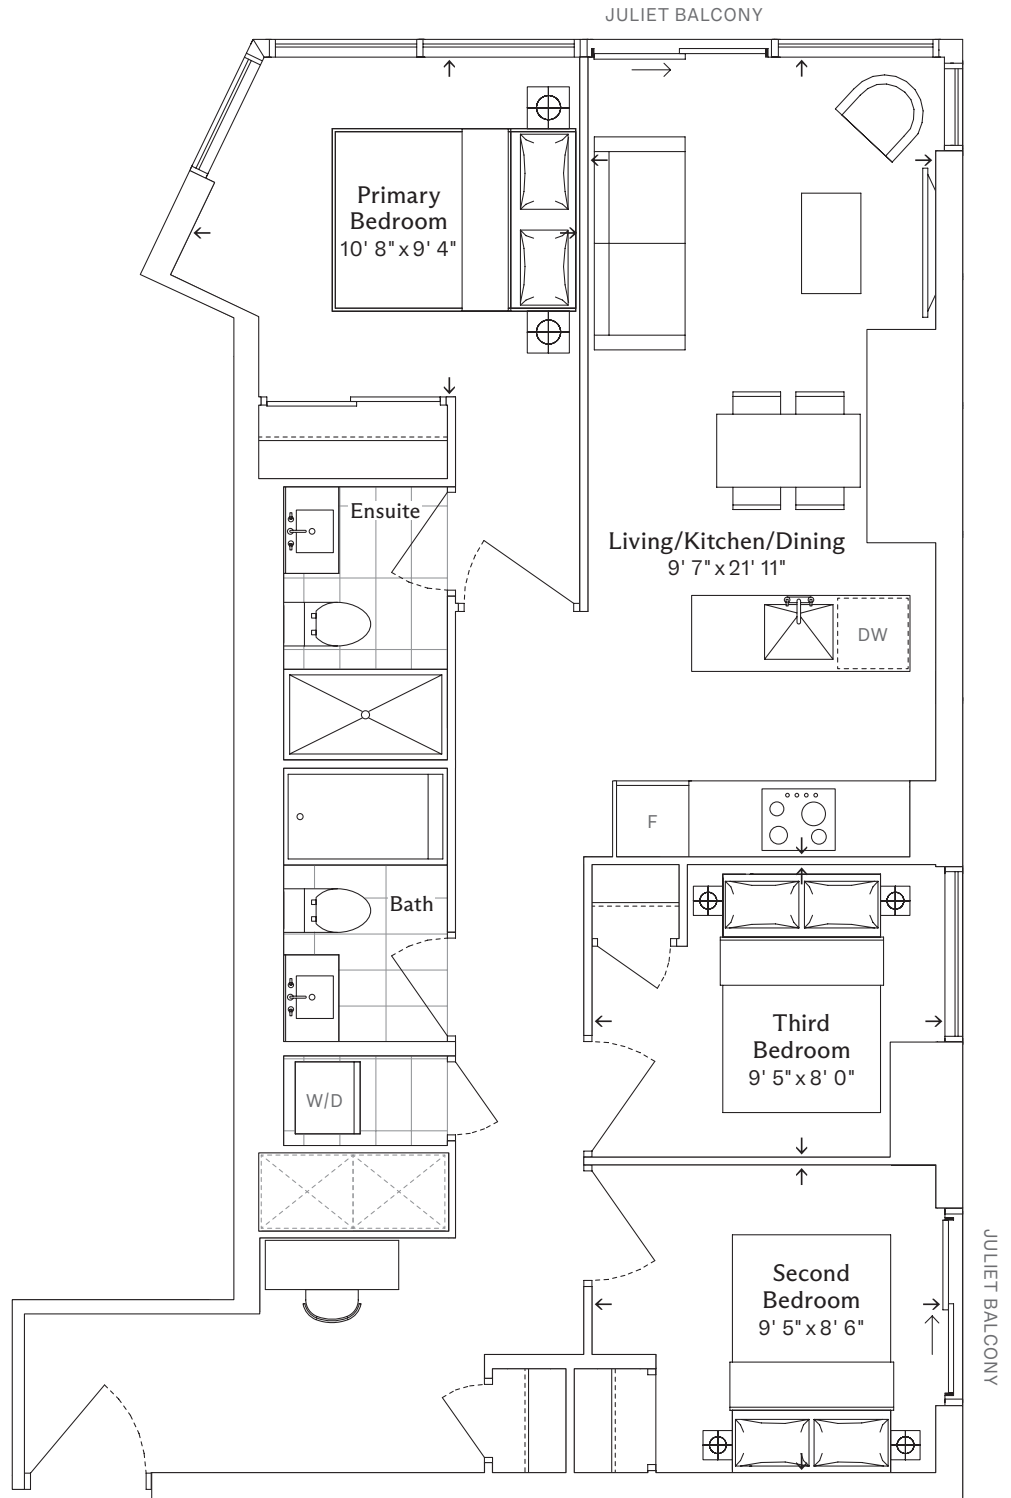 JULIET BALCONY
Primary
Bedroom
10' 8" x 9' 4"
Ensuite
Living/Kitchen/Dining
9' 7" x 21' 11"
DW
F
Bath
Third
Bedroom
9' 5" x 8' 0"
W/D
Second
Bedroom
9' 5" x 8' 6"
JULIET BALCONY